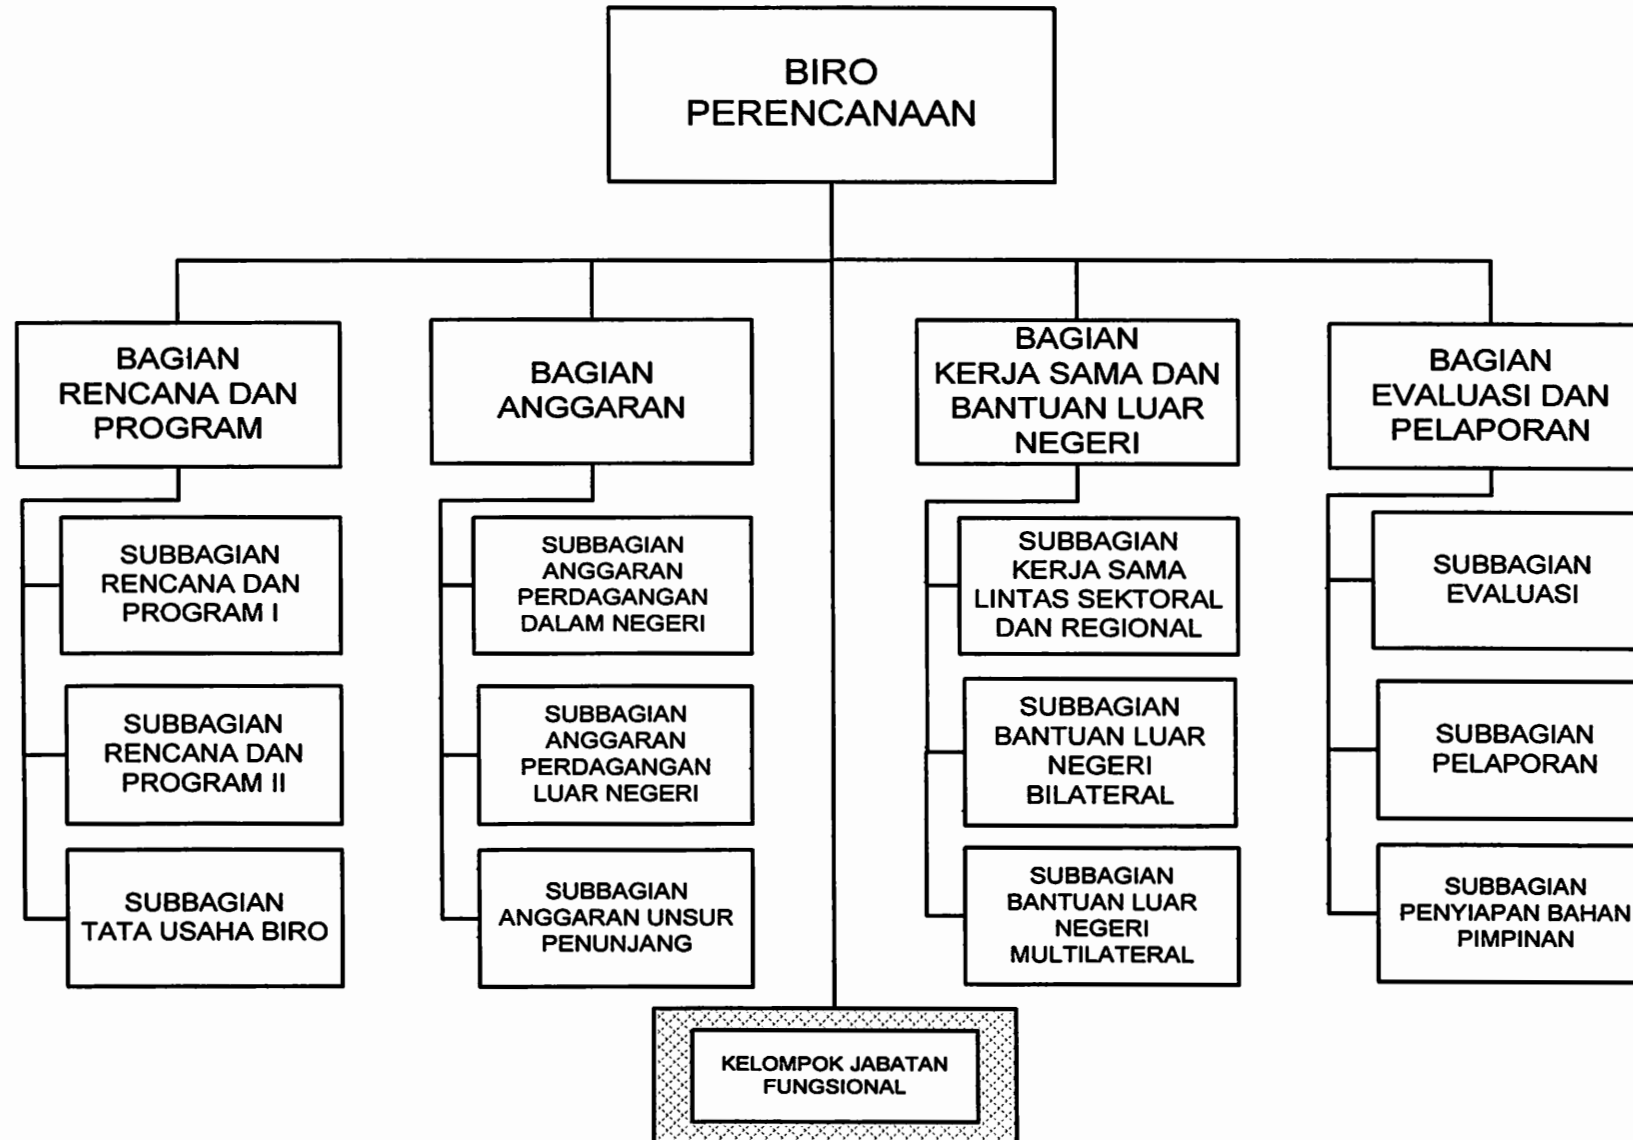 BIRO
PERENCANAAN
BAGIAN
RENCANA DAN
PROGRAM
BAGIAN
ANGGARAN
BAGIAN
KERJA SAMA DAN
BANTUAN LUAR
NEGERI
BAGIAN
EVALUASI DAN
PELAPORAN
SUBBAGIAN
RENCANA DAN
PROGRAM I
SUBBAGIAN
ANGGARAN
PERDAGANGAN
DALAM NEGERI
SUBBAGIAN
KERJA SAMA
LINTAS SEKTORAL
DAN REGIONAL
SUBBAGIAN
EVALUASI
SUBBAGIAN
RENCANA DAN
PROGRAM II
SUBBAGIAN
ANGGARAN
PERDAGANGAN
LUAR NEGERI
SUBBAGIAN
BANTUAN LUAR
NEGERI
BILATERAL
SUBBAGIAN
PELAPORAN
SUBBAGIAN
TATA USAHA BIRO
SUBBAGIAN
ANGGARAN UNSUR
PENUNJANG
SUBBAGIAN
BANTUAN LUAR
NEGERI
MULTILATERAL
SUBBAGIAN
PENYIAPAN BAHAN
PIMPINAN
KELOMPOK JABATAN
FUNGSIONAL